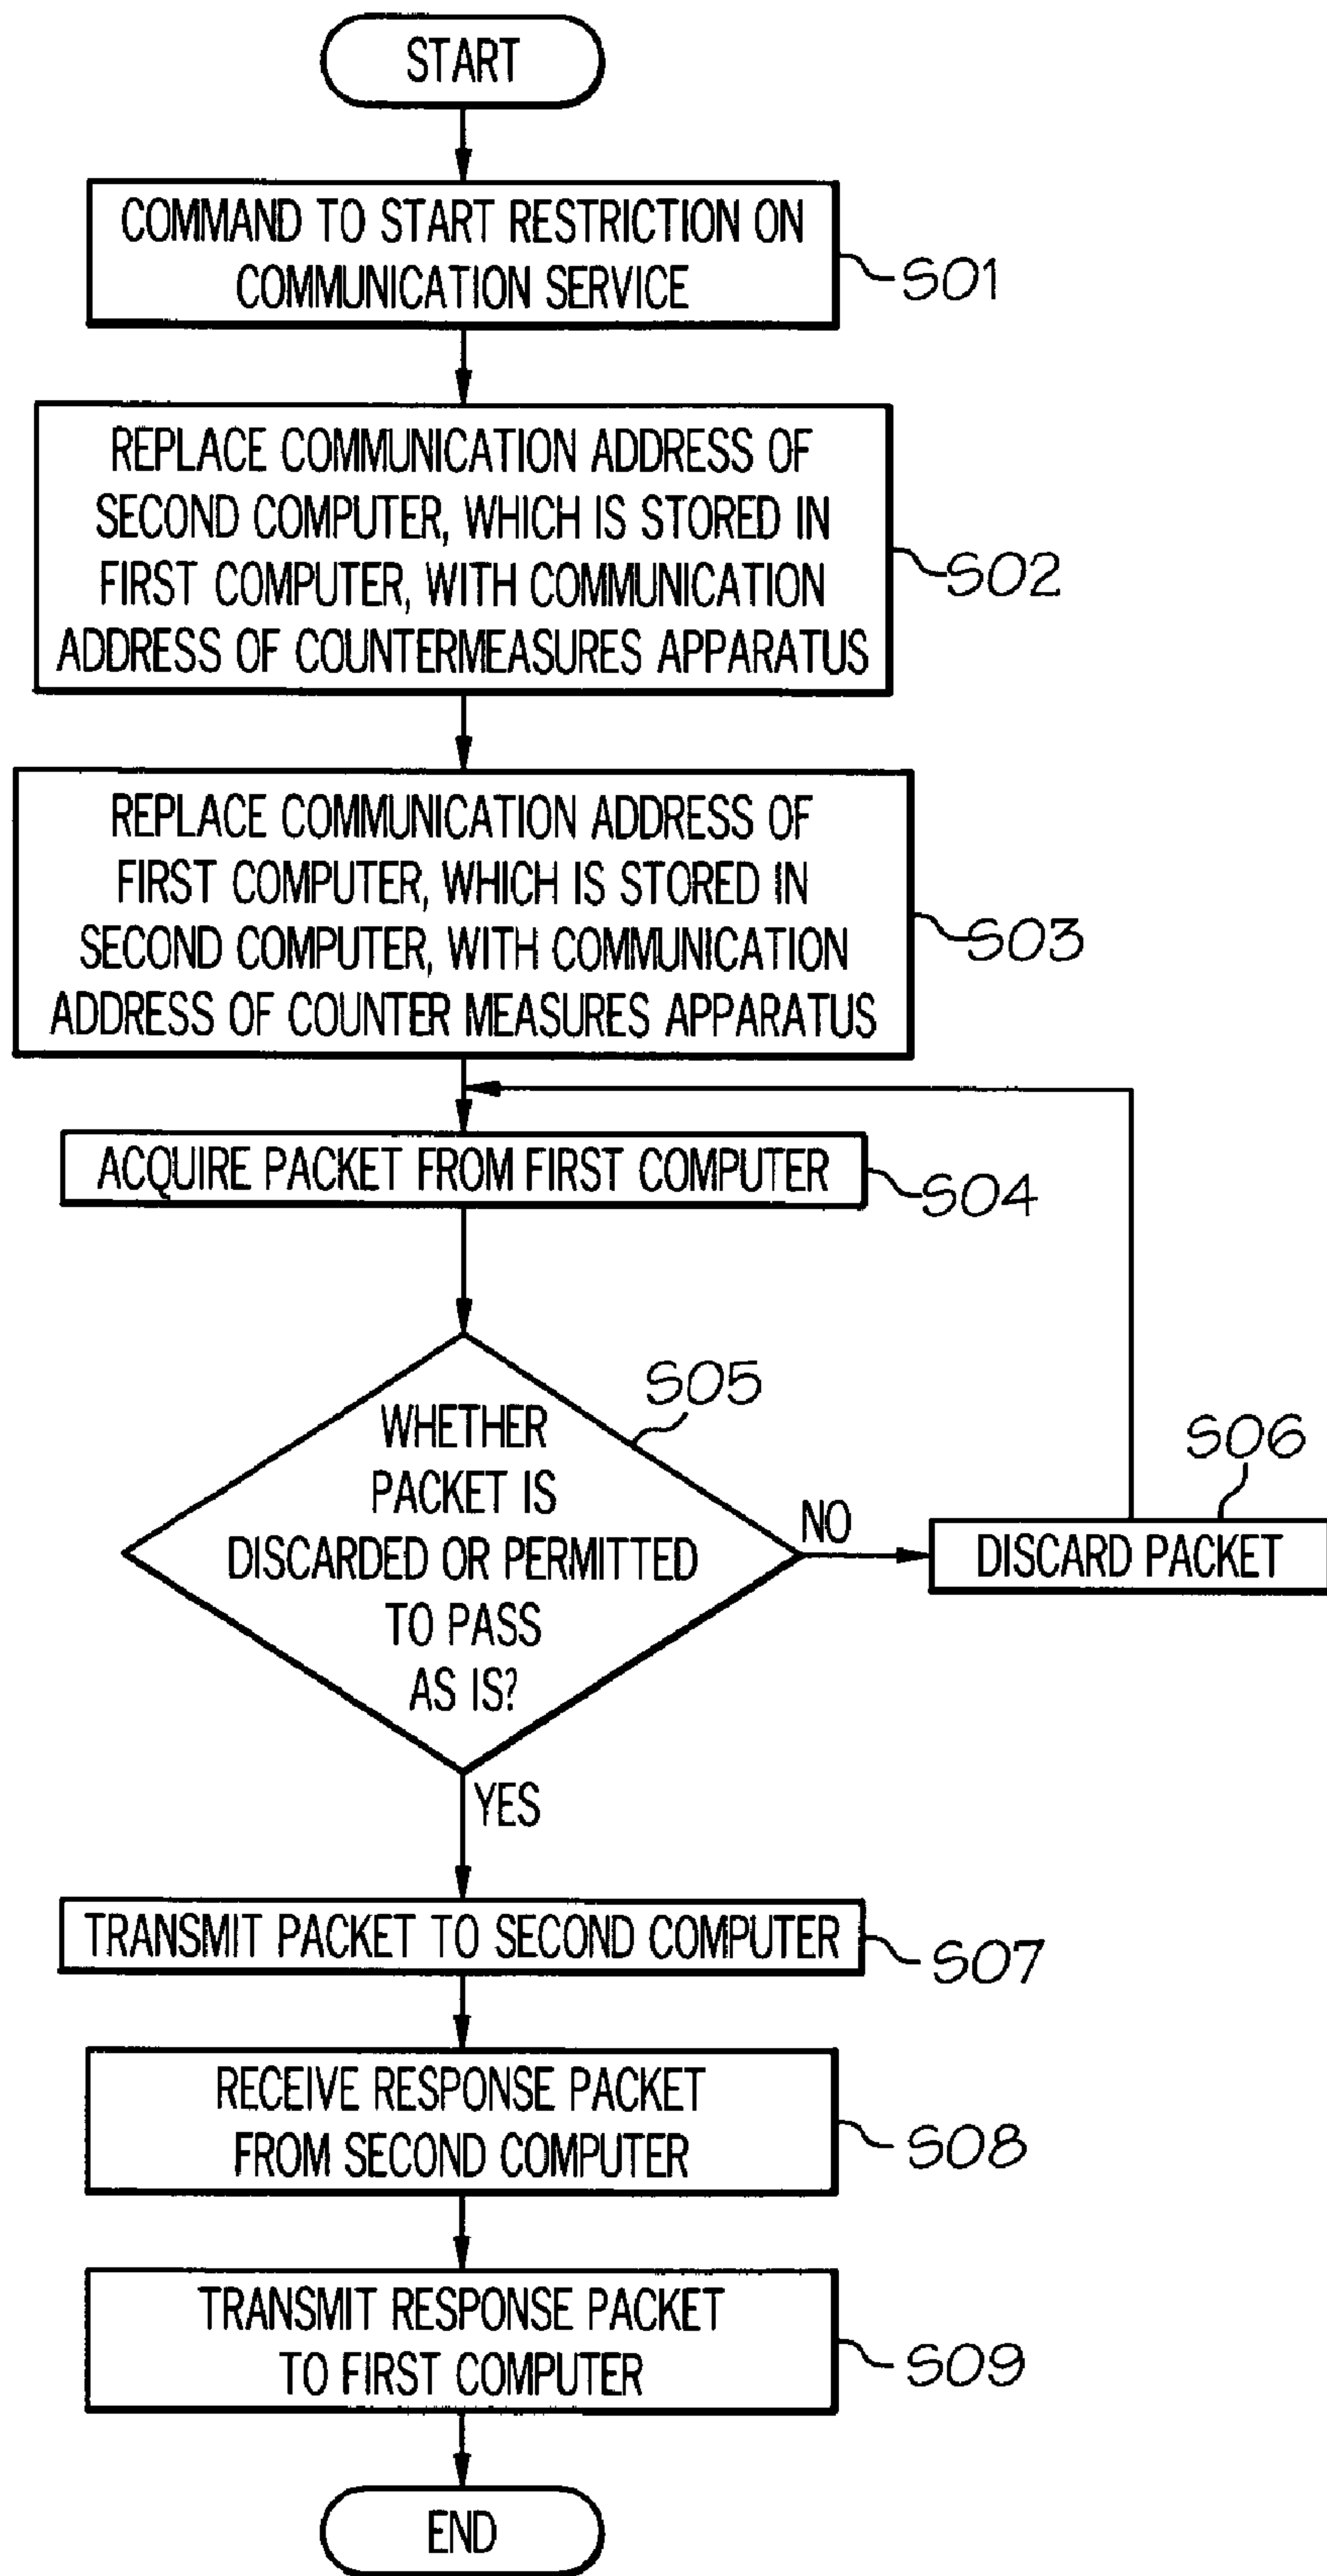 START
COMMAND TO START RESTRICTION ON
COMMUNICATION SERVICE
S01
REPLACE COMMUNICATION ADDRESS OF
SECOND COMPUTER, WHICH IS STORED IN
FIRST COMPUTER, WITH COMMUNICATION
ADDRESS OF COUNTERMEASURES APPARATUS
S02
REPLACE COMMUNICATION ADDRESS OF
FIRST COMPUTER, WHICH IS STORED IN
SECOND COMPUTER, WITH COMMUNICATION
ADDRESS OF COUNTER MEASURES APPARATUS
S03
ACQUIRE PACKET FROM FIRST COMPUTER
S04
S05
WHETHER
PACKET IS
DISCARDED OR PERMITTED
TO PASS
AS IS?
NO
S06
DISCARD PACKET
YES
TRANSMIT PACKET TO SECOND COMPUTER
S07
RECEIVE RESPONSE PACKET
FROM SECOND COMPUTER
S08
TRANSMIT RESPONSE PACKET
TO FIRST COMPUTER
S09
END